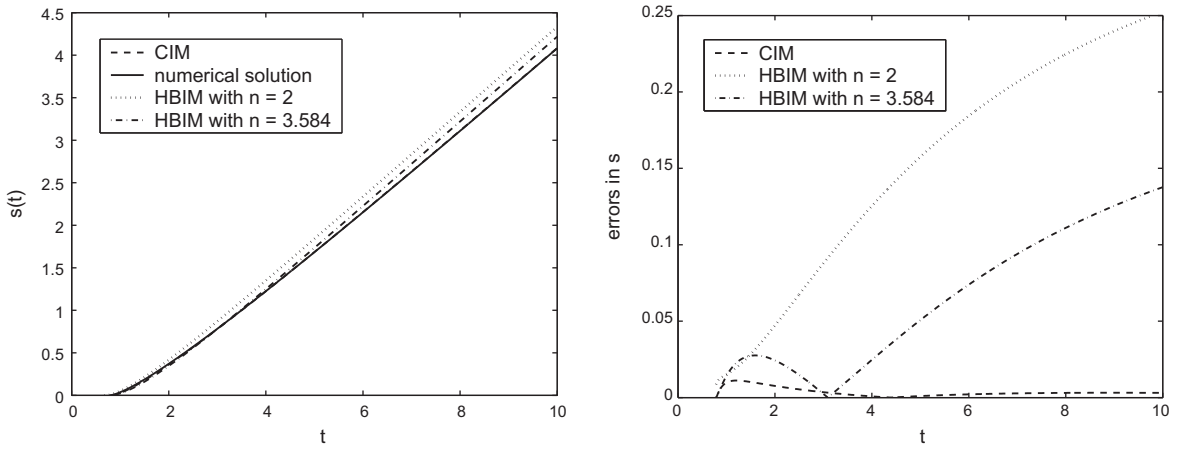 4.5
4
3.5
3
2.5
2
1.5
1
0.5
0
s(t)
CIM
numerical solution
HBIM with n = 2
HBIM with n = 3.584
0 2 4 6 8 10
t
0.25
0.2
0.15
0.1
0.05
0
errors in s
CIM
HBIM with n = 2
HBIM with n = 3.584
0 2 4 6 8 10
t